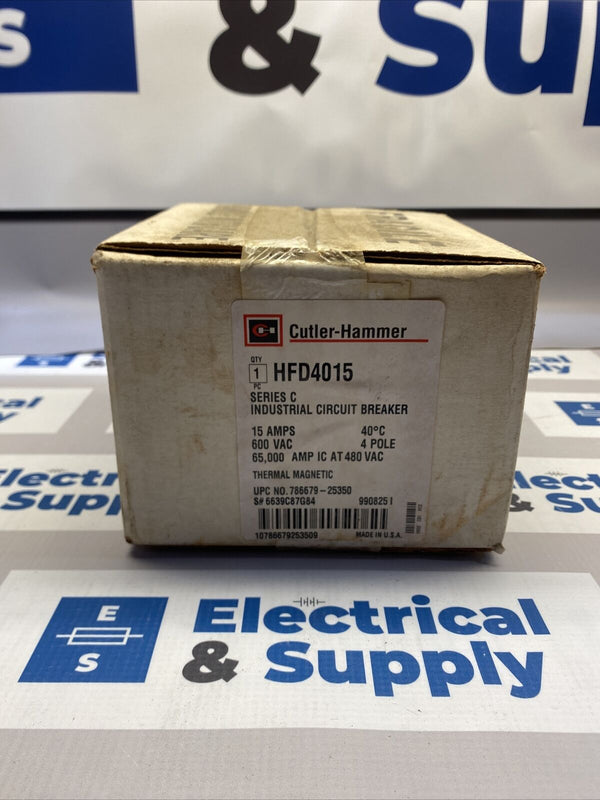 S
& Su
Cutler-Hammer
QTY
1 HFD4015
PC
SERIES C
INDUSTRIAL CIRCUIT BREAKER
15 AMPS 40°C
600 VAC 4 POLE
65,000 AMP IC AT 480 VAC
THERMAL MAGNETIC
UPC NO. 786679-25350
S# 6639C87G84 990825 I
10786679253509 MADE IN U.S.A.
E
S
Electrical
& Supply